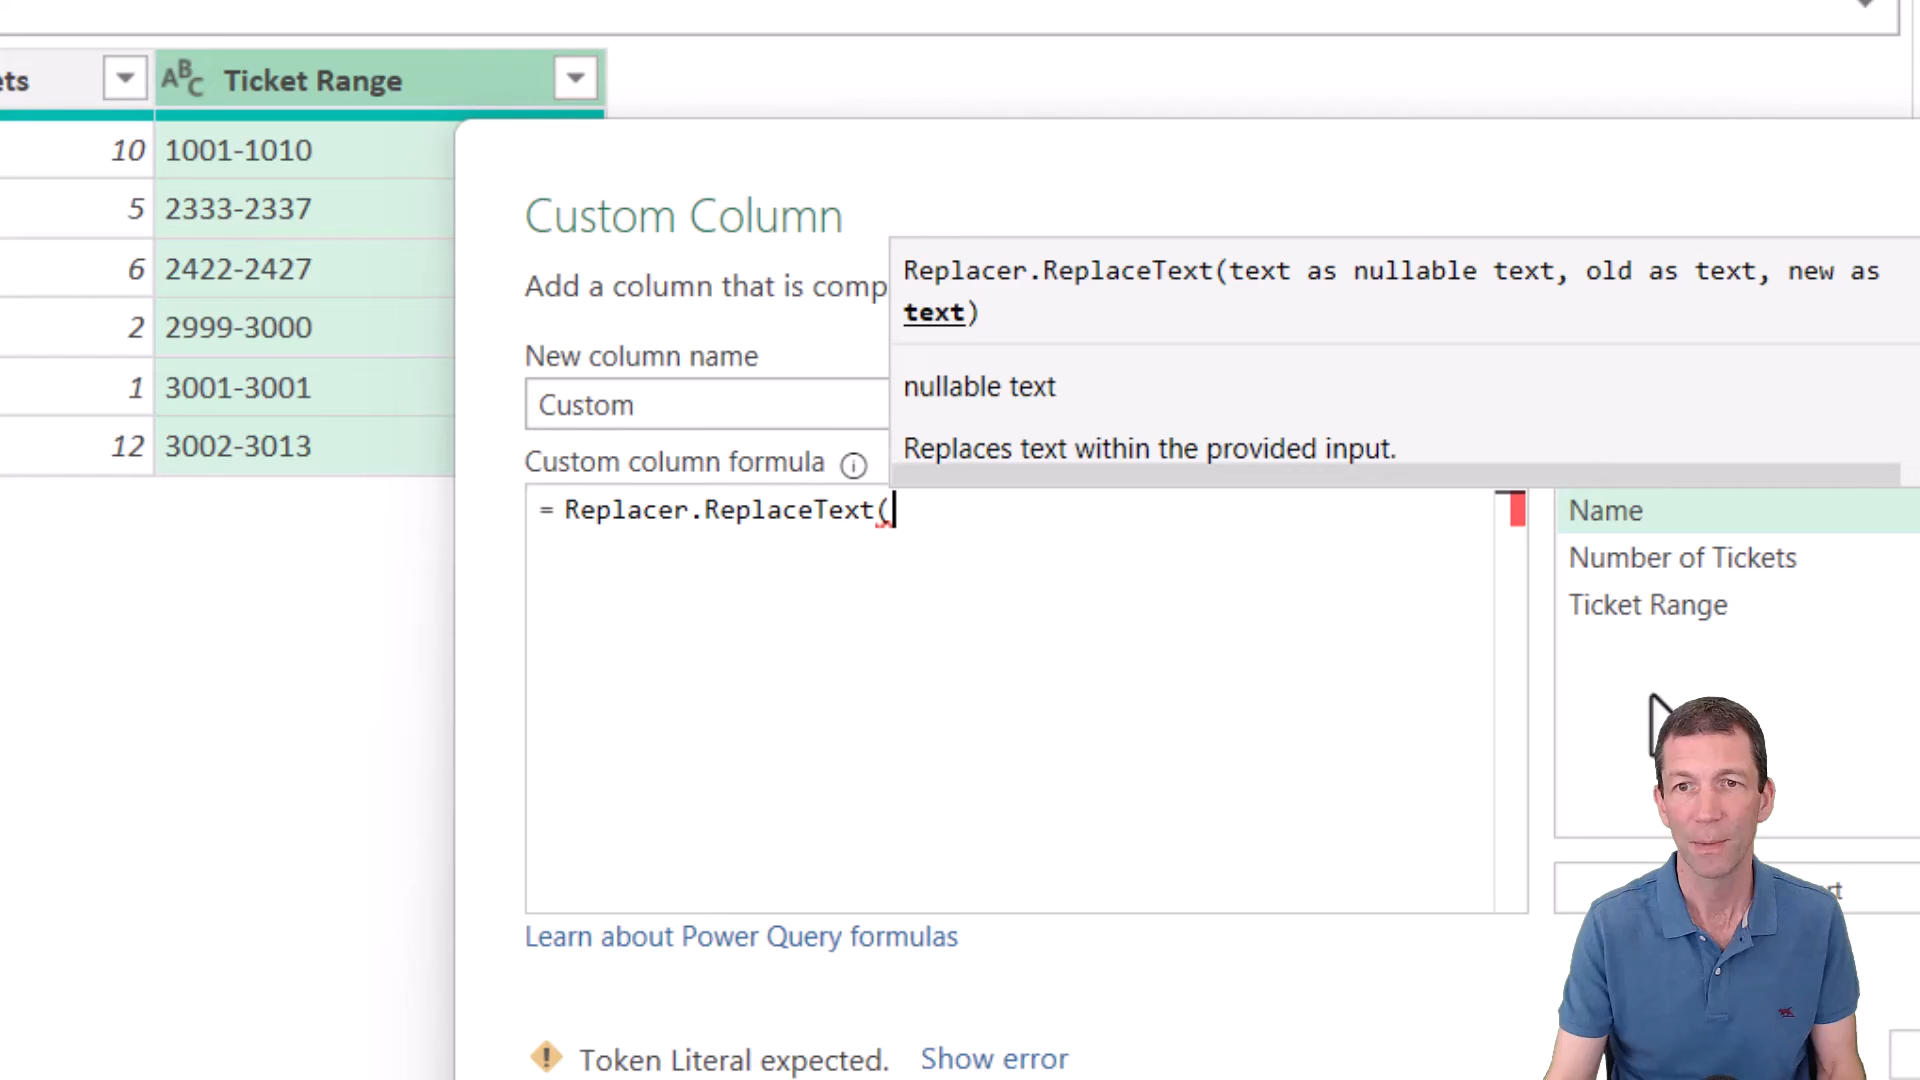 ets
ABC Ticket Range
10 1001-1010
5 2333-2337
6 2422-2427
2 2999-3000
1 3001-3001
12 3002-3013
Custom Column
Add a column that is comp
Replacer.ReplaceText(text as nullable text, old as text, new as
text)
nullable text
Replaces text within the provided input.
New column name
Custom
Custom column formula
= Replacer.ReplaceText(
Name
Number of Tickets
Ticket Range
Learn about Power Query formulas
Token Literal expected. Show error